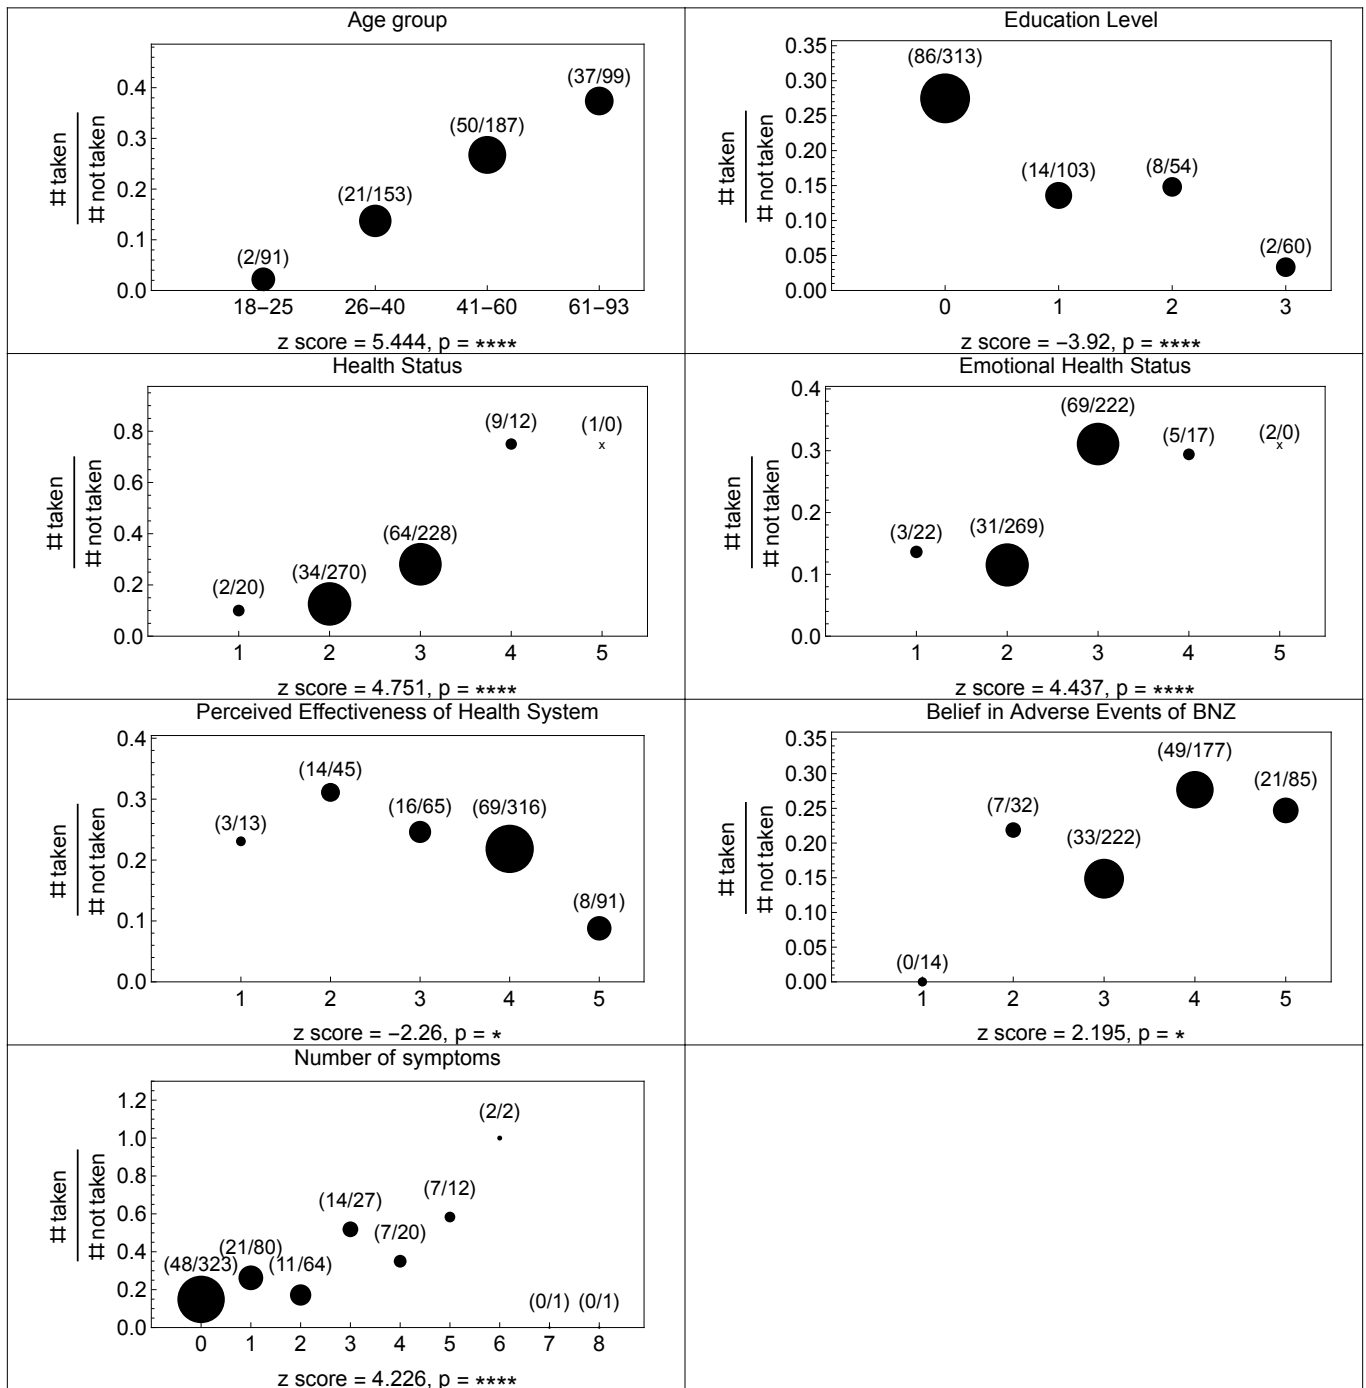 Age group
# taken
# not taken
0.4
0.3
0.2
0.1
0.0
(2/91)
(21/153)
(50/187)
(37/99)
18–25 26–40 41–60 61–93
z score = 5.444, p = ****
Education Level
# taken
# not taken
0.35
0.30
0.25
0.20
0.15
0.10
0.05
0.00
(86/313)
(14/103)
(8/54)
(2/60)
0 1 2 3
z score = −3.92, p = ****
Health Status
# taken
# not taken
0.8
0.6
0.4
0.2
0.0
(2/20)
(34/270)
(64/228)
(9/12)
(1/0)
x
1 2 3 4 5
z score = 4.751, p = ****
Emotional Health Status
# taken
# not taken
0.4
0.3
0.2
0.1
0.0
(3/22)
(31/269)
(69/222)
(5/17)
(2/0)
x
1 2 3 4 5
z score = 4.437, p = ****
Perceived Effectiveness of Health System
# taken
# not taken
0.4
0.3
0.2
0.1
0.0
(3/13)
(14/45)
(16/65)
(69/316)
(8/91)
1 2 3 4 5
z score = −2.26, p = *
Belief in Adverse Events of BNZ
# taken
# not taken
0.35
0.30
0.25
0.20
0.15
0.10
0.05
0.00
(0/14)
(7/32)
(33/222)
(49/177)
(21/85)
1 2 3 4 5
z score = 2.195, p = *
Number of symptoms
# taken
# not taken
1.2
1.0
0.8
0.6
0.4
0.2
0.0
(48/323)
(21/80)
(11/64)
(14/27)
(7/20)
(7/12)
(2/2)
(0/1) (0/1)
0 1 2 3 4 5 6 7 8
z score = 4.226, p = ****